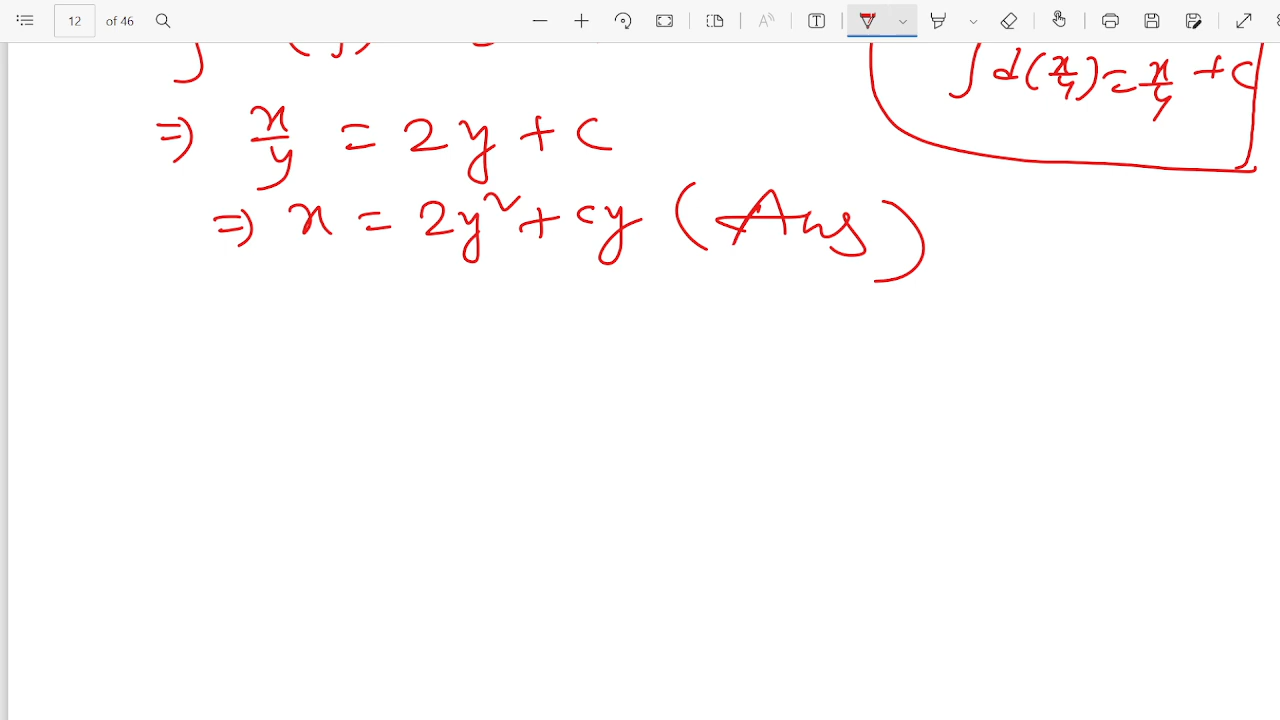 12 of 46
∫d(x/y) = x/y + C
⇒ x/y = 2y + C
⇒ x = 2y² + cy (Ans)